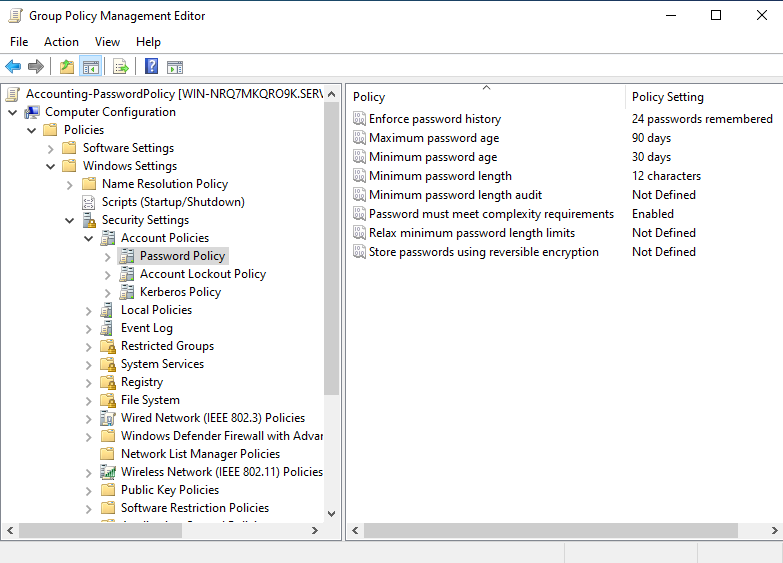 Group Policy Management Editor
File Action View Help
Accounting-PasswordPolicy [WIN-NRQ7MKQRO9K.SERV
Computer Configuration
Policies
Software Settings
Windows Settings
Name Resolution Policy
Scripts (Startup/Shutdown)
Security Settings
Account Policies
Password Policy
Account Lockout Policy
Kerberos Policy
Local Policies
Event Log
Restricted Groups
System Services
Registry
File System
Wired Network (IEEE 802.3) Policies
Windows Defender Firewall with Advar
Network List Manager Policies
Wireless Network (IEEE 802.11) Policies
Public Key Policies
Software Restriction Policies
Policy Policy Setting
Enforce password history 24 passwords remembered
Maximum password age 90 days
Minimum password age 30 days
Minimum password length 12 characters
Minimum password length audit Not Defined
Password must meet complexity requirements Enabled
Relax minimum password length limits Not Defined
Store passwords using reversible encryption Not Defined